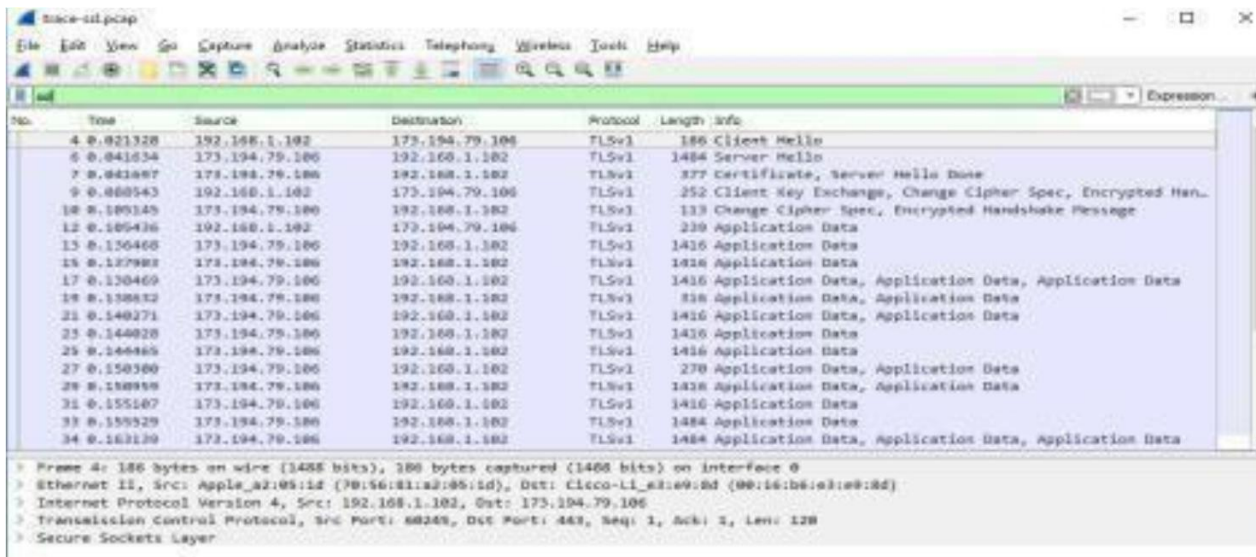 trace-ssl.pcap
File Edit View Go Capture Analyze Statistics Telephony Wireless Tools Help
ssl Expression...
No. Time Source Destination Protocol Length Info
4 0.021328 192.168.1.102 173.194.79.106 TLSv1 186 Client Hello
6 0.041634 173.194.79.106 192.168.1.102 TLSv1 1484 Server Hello
7 0.041697 173.194.79.106 192.168.1.102 TLSv1 377 Certificate, Server Hello Done
9 0.088543 192.168.1.102 173.194.79.106 TLSv1 252 Client Key Exchange, Change Cipher Spec, Encrypted Han…
10 0.105145 173.194.79.106 192.168.1.102 TLSv1 113 Change Cipher Spec, Encrypted Handshake Message
12 0.105436 192.168.1.102 173.194.79.106 TLSv1 239 Application Data
13 0.136468 173.194.79.106 192.168.1.102 TLSv1 1416 Application Data
15 173.194.79.106 192.168.1.102 TLSv1 1416 Application Data
17 0.138469 173.194.79.106 192.168.1.102 TLSv1 1416 Application Data, Application Data, Application Data
19 0.138632 173.194.79.106 192.168.1.102 TLSv1 316 Application Data, Application Data
21 0.140271 173.194.79.106 192.168.1.102 TLSv1 1416 Application Data, Application Data
23 0.144028 173.194.79.106 192.168.1.102 TLSv1 1416 Application Data
25 0.144465 173.194.79.106 192.168.1.102 TLSv1 1416 Application Data
27 0.150380 173.194.79.106 192.168.1.102 TLSv1 270 Application Data, Application Data
29 0.150959 173.194.79.106 192.168.1.102 TLSv1 1416 Application Data, Application Data
31 0.155107 173.194.79.106 192.168.1.102 TLSv1 1416 Application Data
33 0.155529 173.194.79.106 192.168.1.102 TLSv1 1484 Application Data
34 0.163139 173.194.79.106 192.168.1.102 TLSv1 1484 Application Data, Application Data, Application Data
Frame 4: 186 bytes on wire (1488 bits), 186 bytes captured (1488 bits) on interface 0
Ethernet II, Src: Apple_a2:05:1d (70:56:81:a2:05:1d), Dst: Cisco-Li_e3:e9:8d (00:16:b6:e3:e9:8d)
Internet Protocol Version 4, Src: 192.168.1.102, Dst: 173.194.79.106
Transmission Control Protocol, Src Port: 60245, Dst Port: 443, Seq: 1, Ack: 1, Len: 120
Secure Sockets Layer